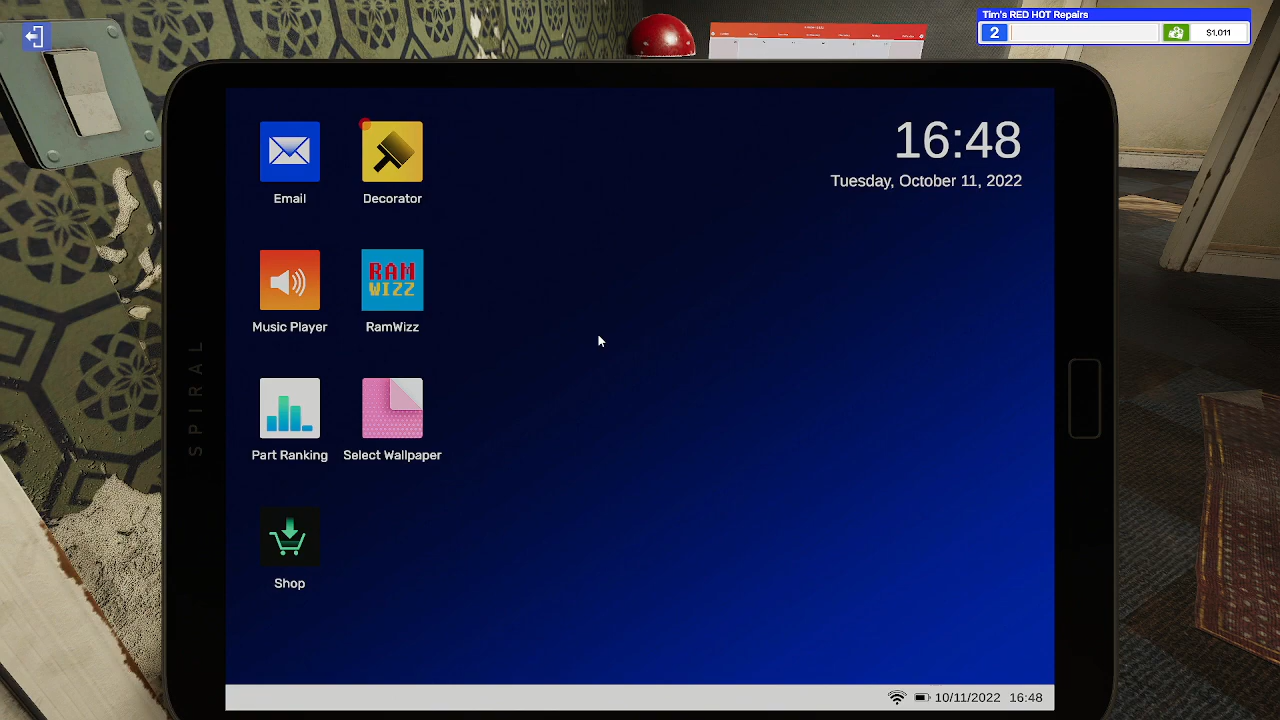 Tim's RED HOT Repairs
2
$1,011
16:48
Tuesday, October 11, 2022
Email
Decorator
RAM
WIZZ
Music Player
RamWizz
Part Ranking
Select Wallpaper
Shop
SPIRAL
10/11/2022 16:48